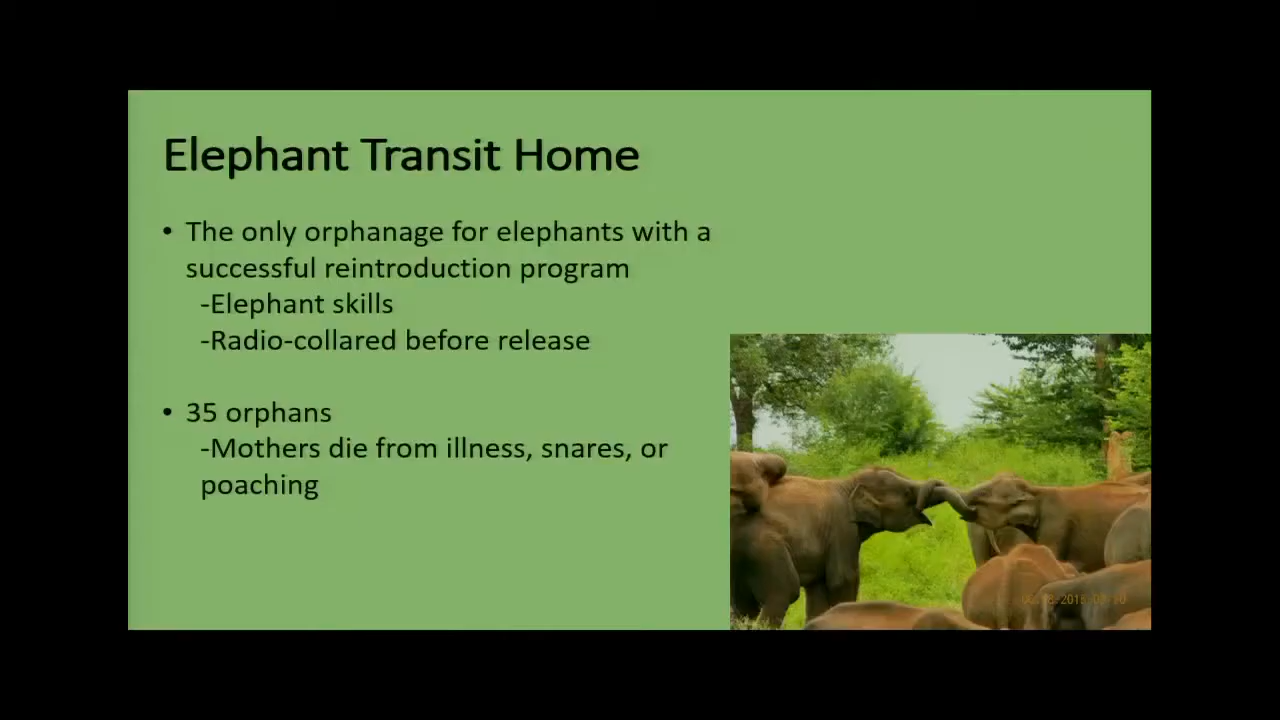 Elephant Transit Home
• The only orphanage for elephants with a
successful reintroduction program
-Elephant skills
-Radio-collared before release
• 35 orphans
-Mothers die from illness, snares, or
poaching